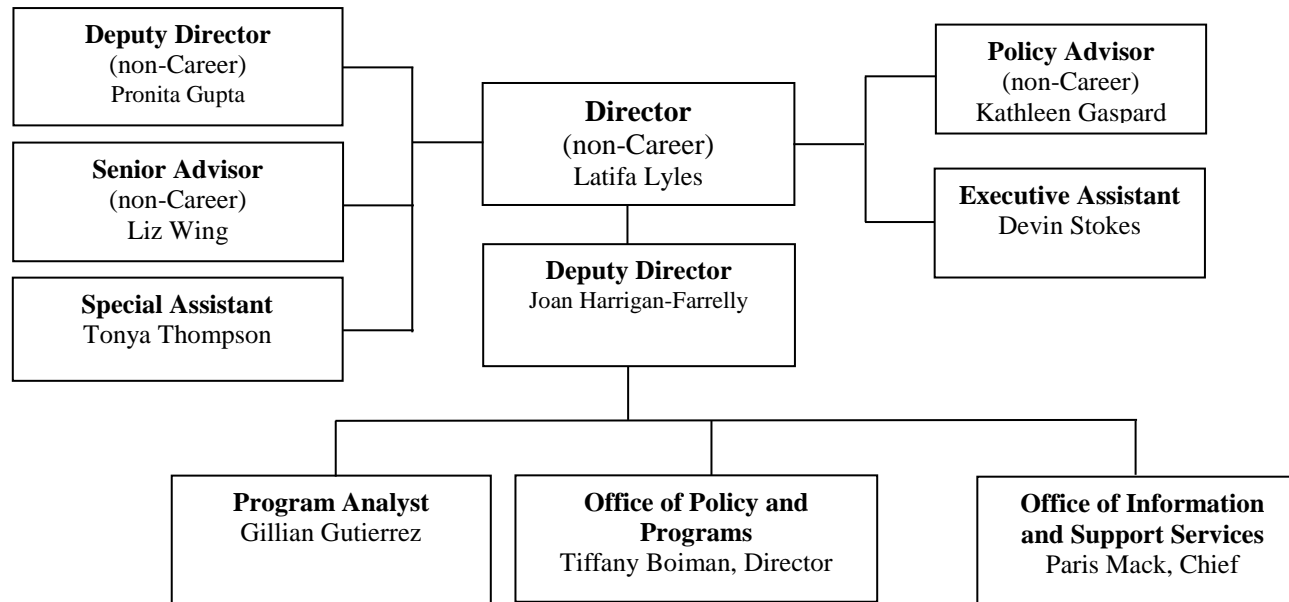 Deputy Director
(non-Career)
Pronita Gupta
Senior Advisor
(non-Career)
Liz Wing
Special Assistant
Tonya Thompson
Director
(non-Career)
Latifa Lyles
Policy Advisor
(non-Career)
Kathleen Gaspard
Executive Assistant
Devin Stokes
Deputy Director
Joan Harrigan-Farrelly
Program Analyst
Gillian Gutierrez
Office of Policy and
Programs
Tiffany Boiman, Director
Office of Information
and Support Services
Paris Mack, Chief